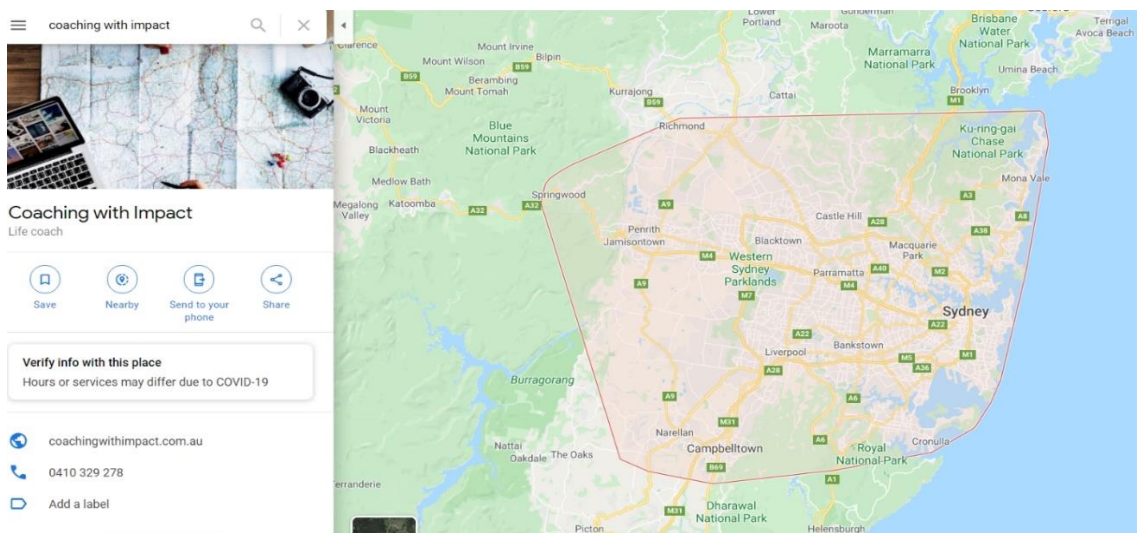 coaching with impact
Coaching with Impact
Life coach
Save
Nearby
Send to your
phone
Share
Verify info with this place
Hours or services may differ due to COVID-19
coachingwithimpact.com.au
0410 329 278
Add a label
Lower
Portland
Maroota
Gunderman
Brisbane
Water
National Park
Terrigal
Avoca Beach
Clarence
Mount Irvine
Mount Wilson
Bilpin
B59
B59
Berambing
Mount Tomah
Marramarra
National Park
Umina Beach
Kurrajong
B59
Cattai
Brooklyn
M1
Mount
Victoria
Blue
Mountains
National Park
Richmond
Ku-ring-gai
Chase
National Park
Blackheath
Mona Vale
Medlow Bath
Springwood
A3
Megalong
Valley
Katoomba
A32
A32
A9
Castle Hill
A28
A8
A38
Penrith
Jamisontown
Blacktown
Macquarie
Park
M4
Western
Sydney
Parklands
Parramatta
A40
M2
M4
A9
M7
Sydney
A22
A22
Bankstown
Liverpool
M5
M1
A28
A36
Burragorang
A9
A6
M31
Narellan
Campbelltown
A6
Cronulla
Royal
National Park
Nattai
Oakdale
The Oaks
B69
A1
erranderie
M31
Dharawal
National Park
Picton
Helensburgh